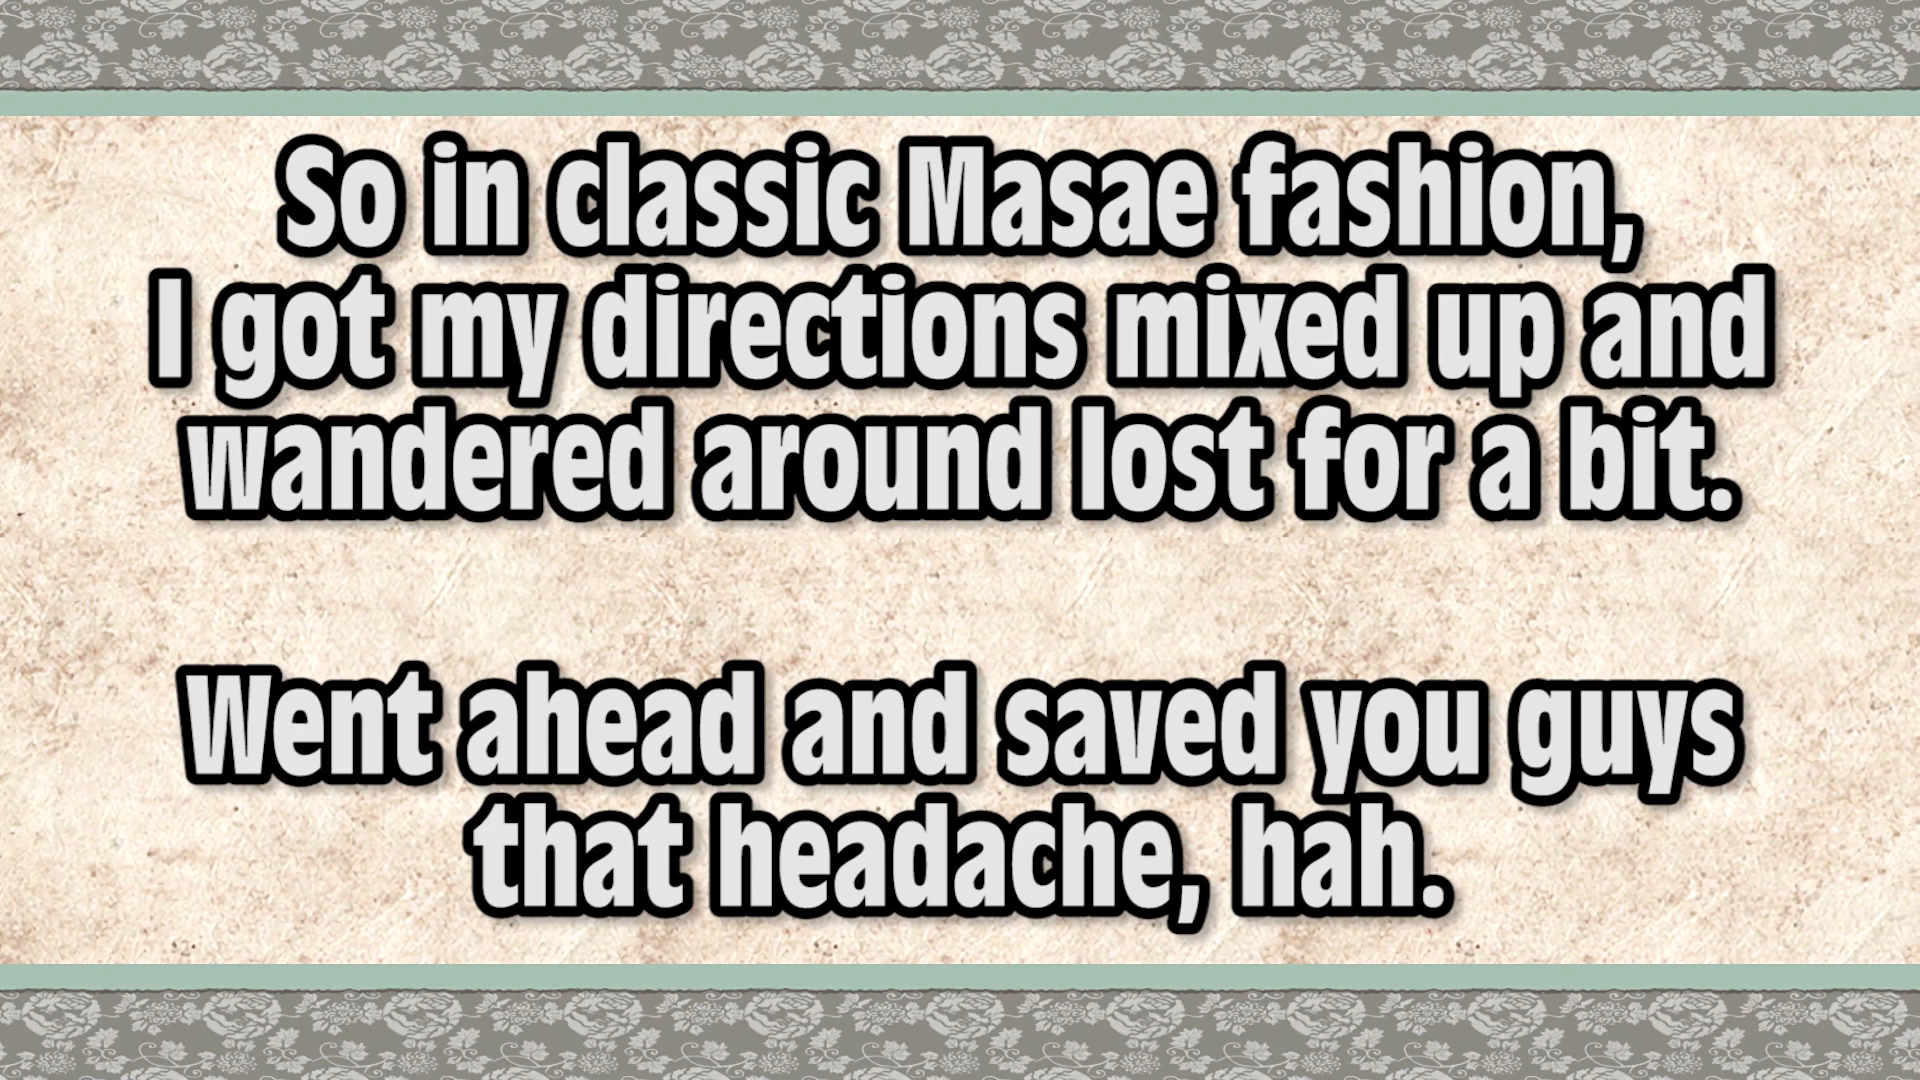 So in classic Masae fashion,
I got my directions mixed up and
wandered around lost for a bit.
Went ahead and saved you guys
that headache, hah.